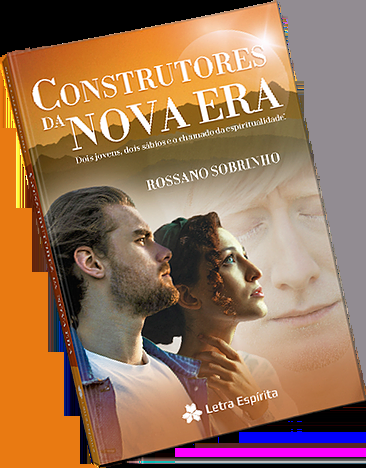 CONSTRUTORES
DA NOVA ERA
Dois jovens, dois sábios e o chamado da espiritualidade!
ROSSANO SOBRINHO
Letra Espírita